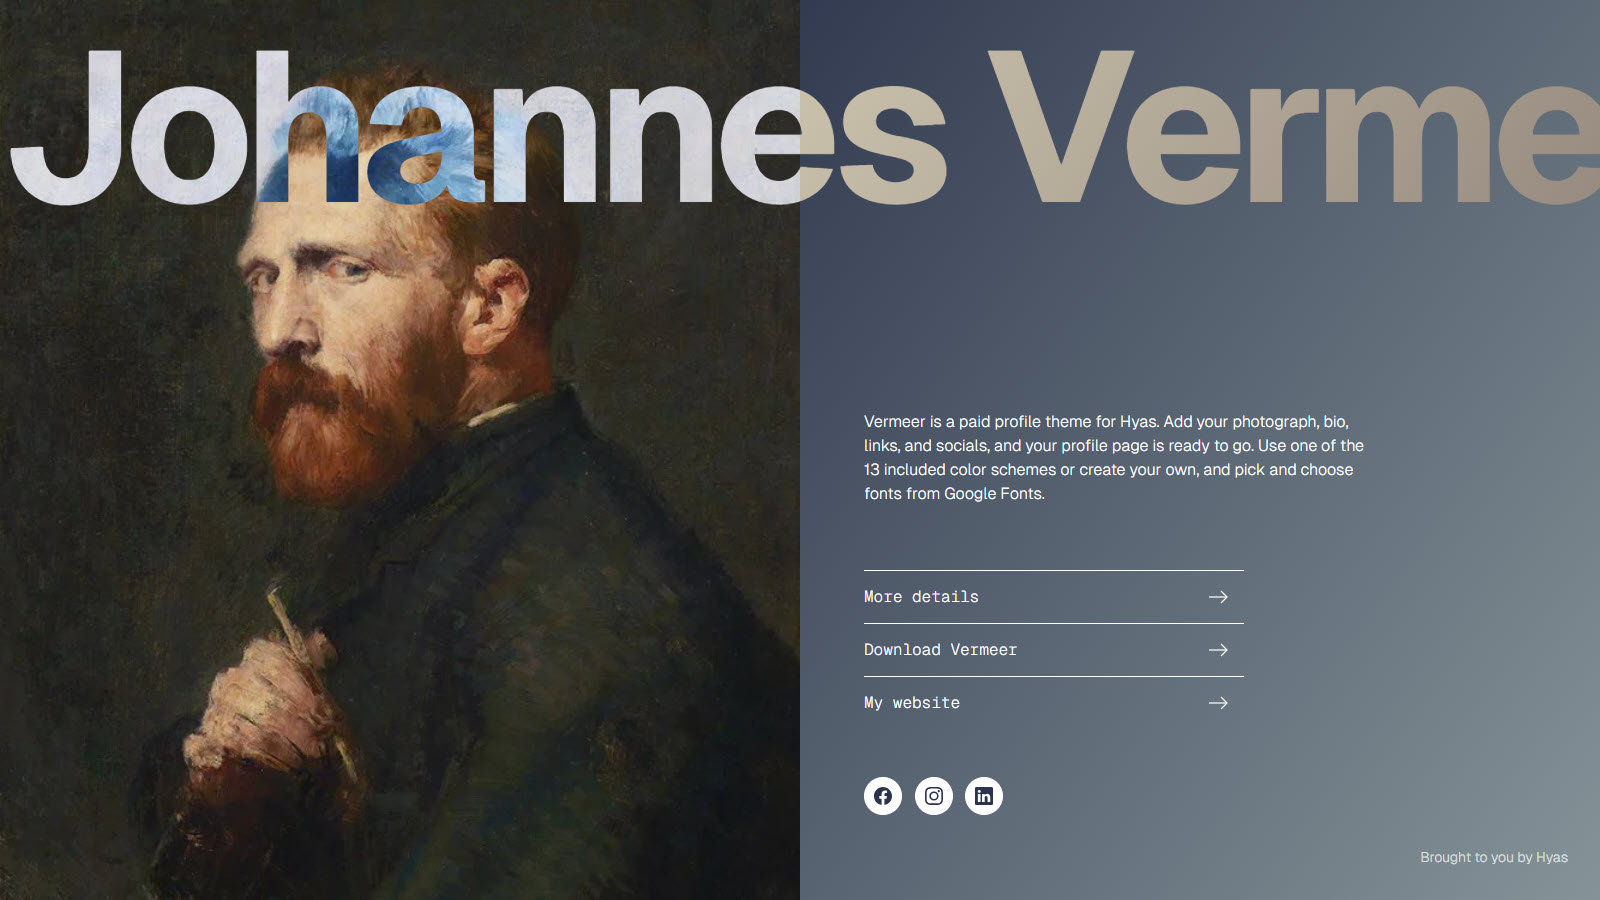 Johannes Verme
Vermeer is a paid profile theme for Hyas. Add your photograph, bio,
links, and socials, and your profile page is ready to go. Use one of the
13 included color schemes or create your own, and pick and choose
fonts from Google Fonts.
More details
Download Vermeer
My website
Brought to you by Hyas